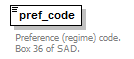 pref_code
Preference (regime) code.
Box 36 of SAD.